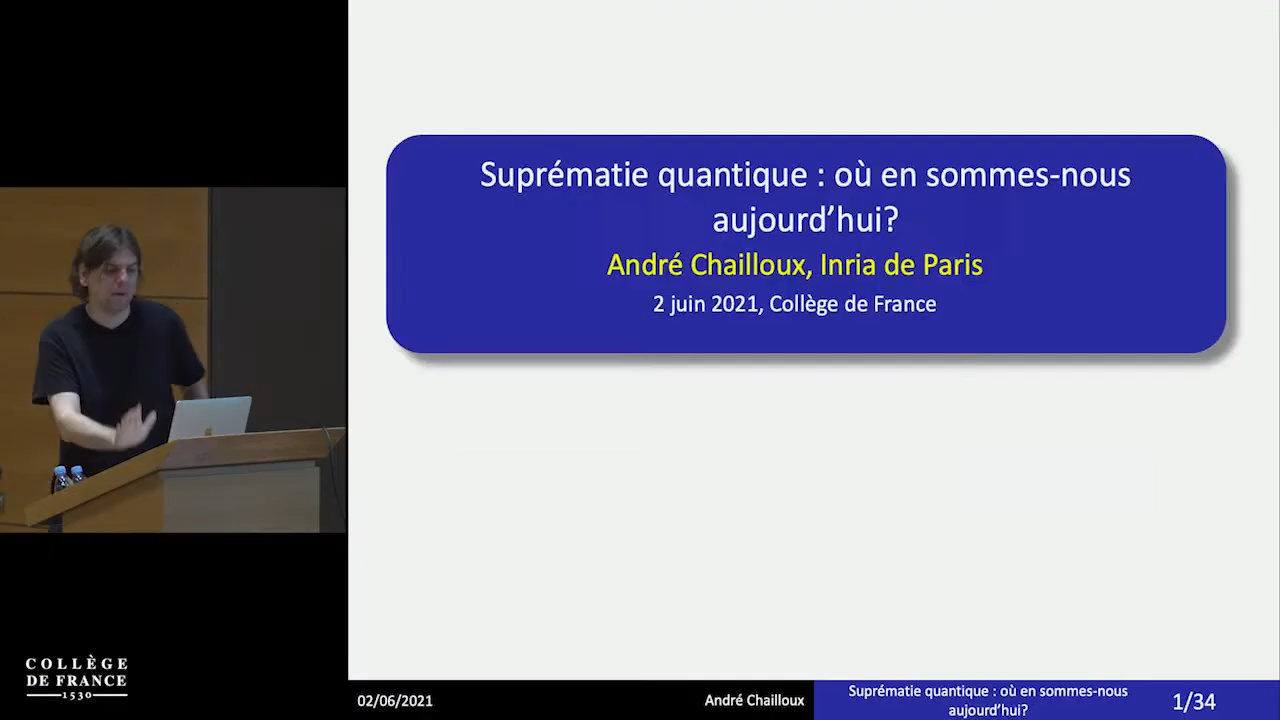 Suprématie quantique : où en sommes-nous
aujourd’hui?
André Chailloux, Inria de Paris
2 juin 2021, Collège de France
COLLÈGE
DE FRANCE
1530
02/06/2021
André Chailloux
Suprématie quantique : où en sommes-nous
aujourd’hui?
1/34